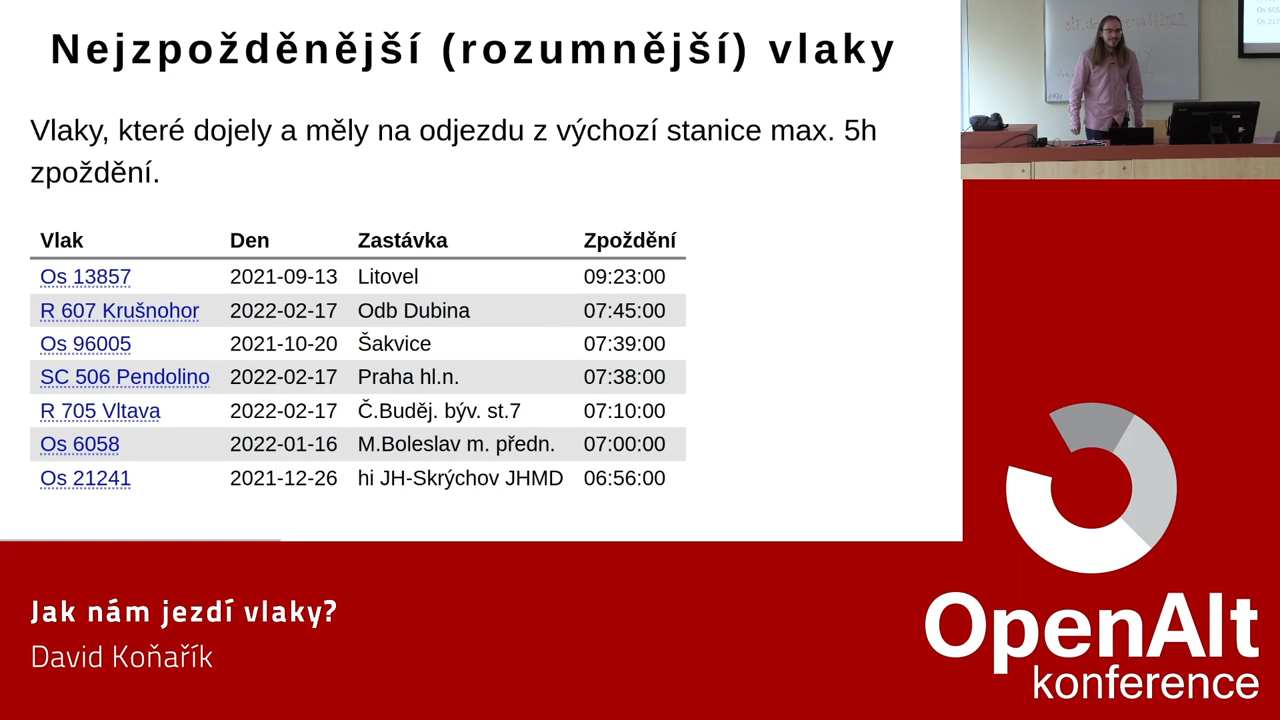 Nejzpožděnější (rozumnější) vlaky
Vlaky, které dojely a měly na odjezdu z výchozí stanice max. 5h
zpoždění.
Vlak Den Zastávka Zpoždění
Os 13857 2021-09-13 Litovel 09:23:00
R 607 Krušnohor 2022-02-17 Odb Dubina 07:45:00
Os 96005 2021-10-20 Šakvice 07:39:00
SC 506 Pendolino 2022-02-17 Praha hl.n. 07:38:00
R 705 Vltava 2022-02-17 Č.Buděj. býv. st.7 07:10:00
Os 6058 2022-01-16 M.Boleslav m. předn. 07:00:00
Os 21241 2021-12-26 hi JH-Skrýchov JHMD 06:56:00
Jak nám jezdí vlaky?
David Koňařík
OpenAlt
konference